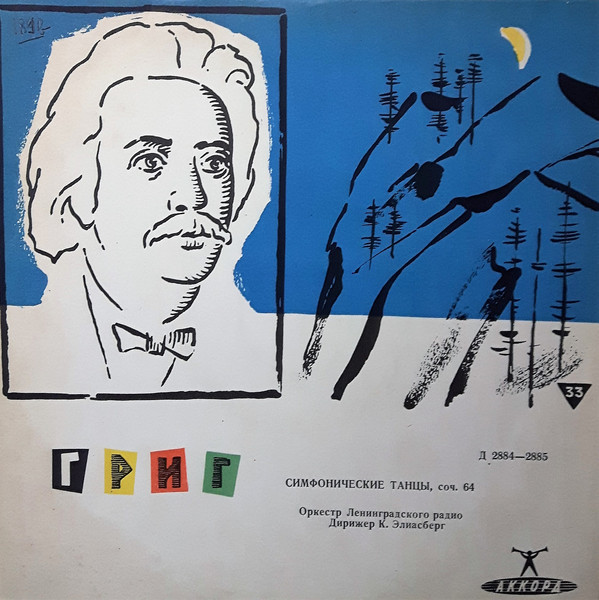 33
ГРИГ
Д 2884—2885
СИМФОНИЧЕСКИЕ ТАНЦЫ, соч. 64
Оркестр Ленинградского радио
Дирижер К. Элиасберг
АККОРД